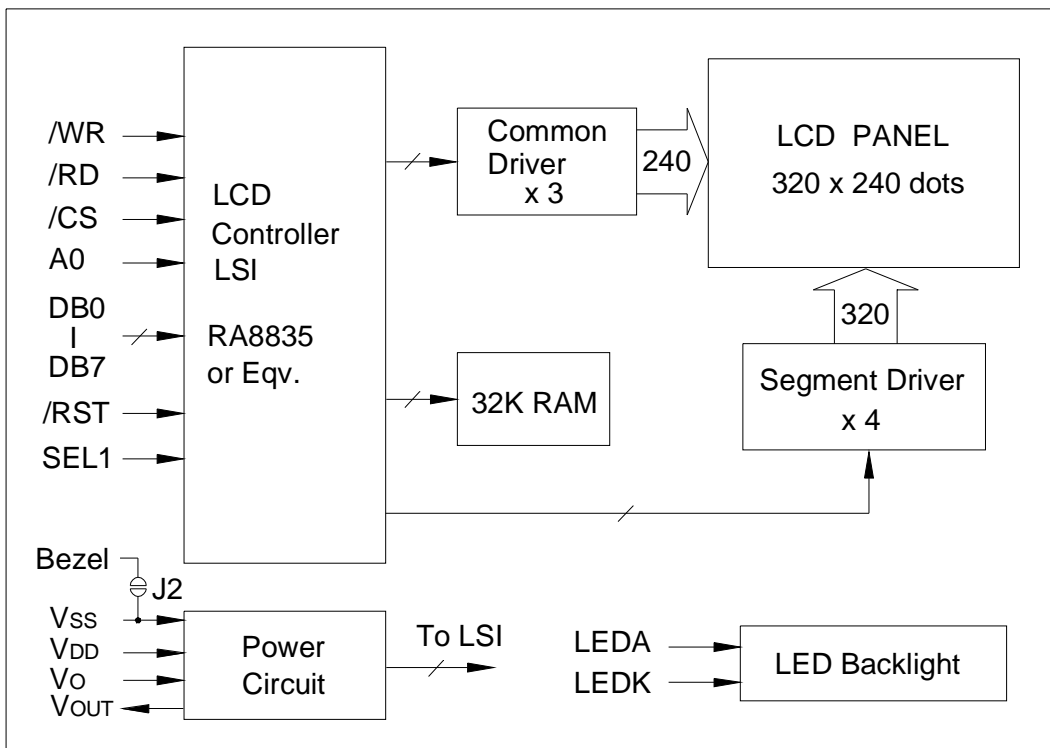 /WR
/RD
/CS
A0
DB0
DB7
/RST
SEL1
LCD
Controller
LSI
RA8835
or Eqv.
Common
Driver
x 3
240
LCD PANEL
320 x 240 dots
320
Segment Driver
x 4
32K RAM
Bezel
J2
VSS
VDD
VO
VOUT
Power
Circuit
To LSI
LEDA
LEDK
LED Backlight